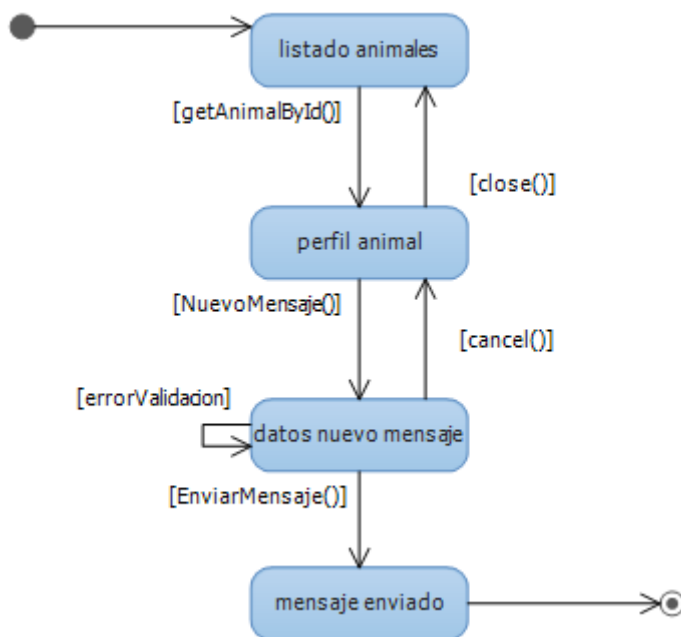 listado animales
[getAnimalById()]
[close()]
perfil animal
[NuevoMensaje()]
[cancel()]
[errorValidacion]
datos nuevo mensaje
[EnviarMensaje()]
mensaje enviado